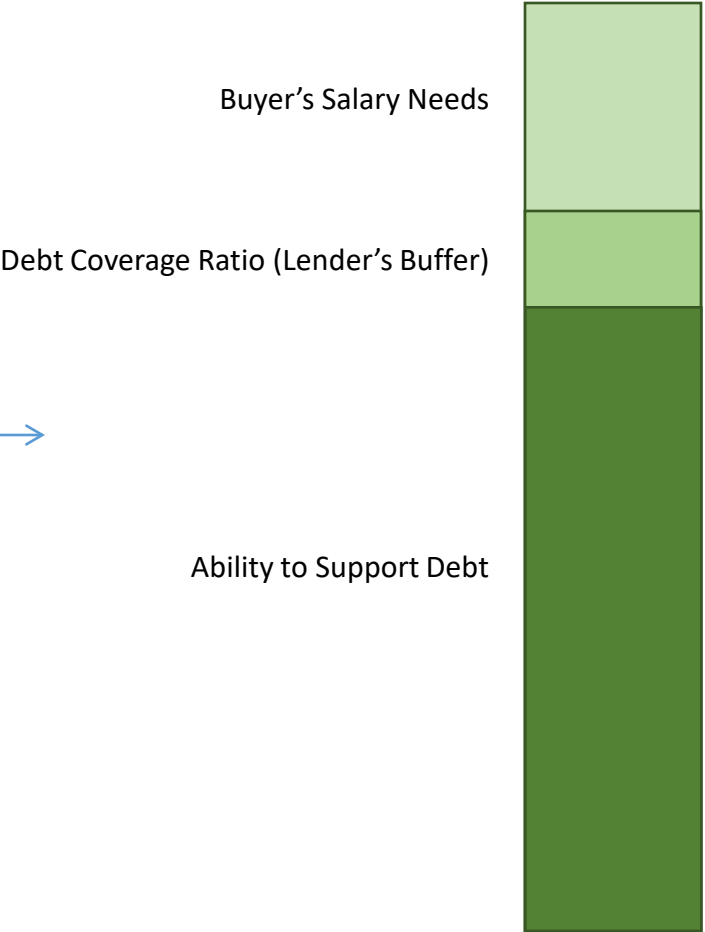 Buyer’s Salary Needs
Debt Coverage Ratio (Lender’s Buffer)
Ability to Support Debt